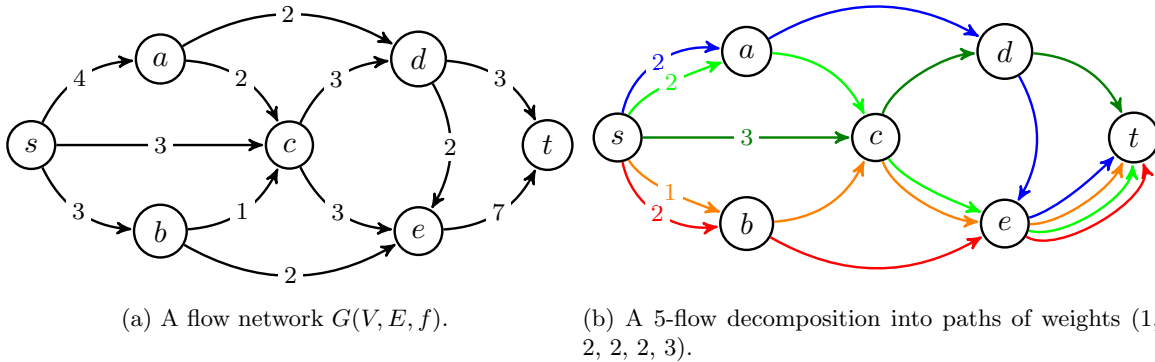 2
a
d
4
2
3
3
s
3
c
2
t
3
1
3
7
b
e
2
(a) A flow network G(V, E, f).
a
d
2
2
s
3
c
t
1
2
b
e
(b) A 5-flow decomposition into paths of weights (1,
2, 2, 2, 3).